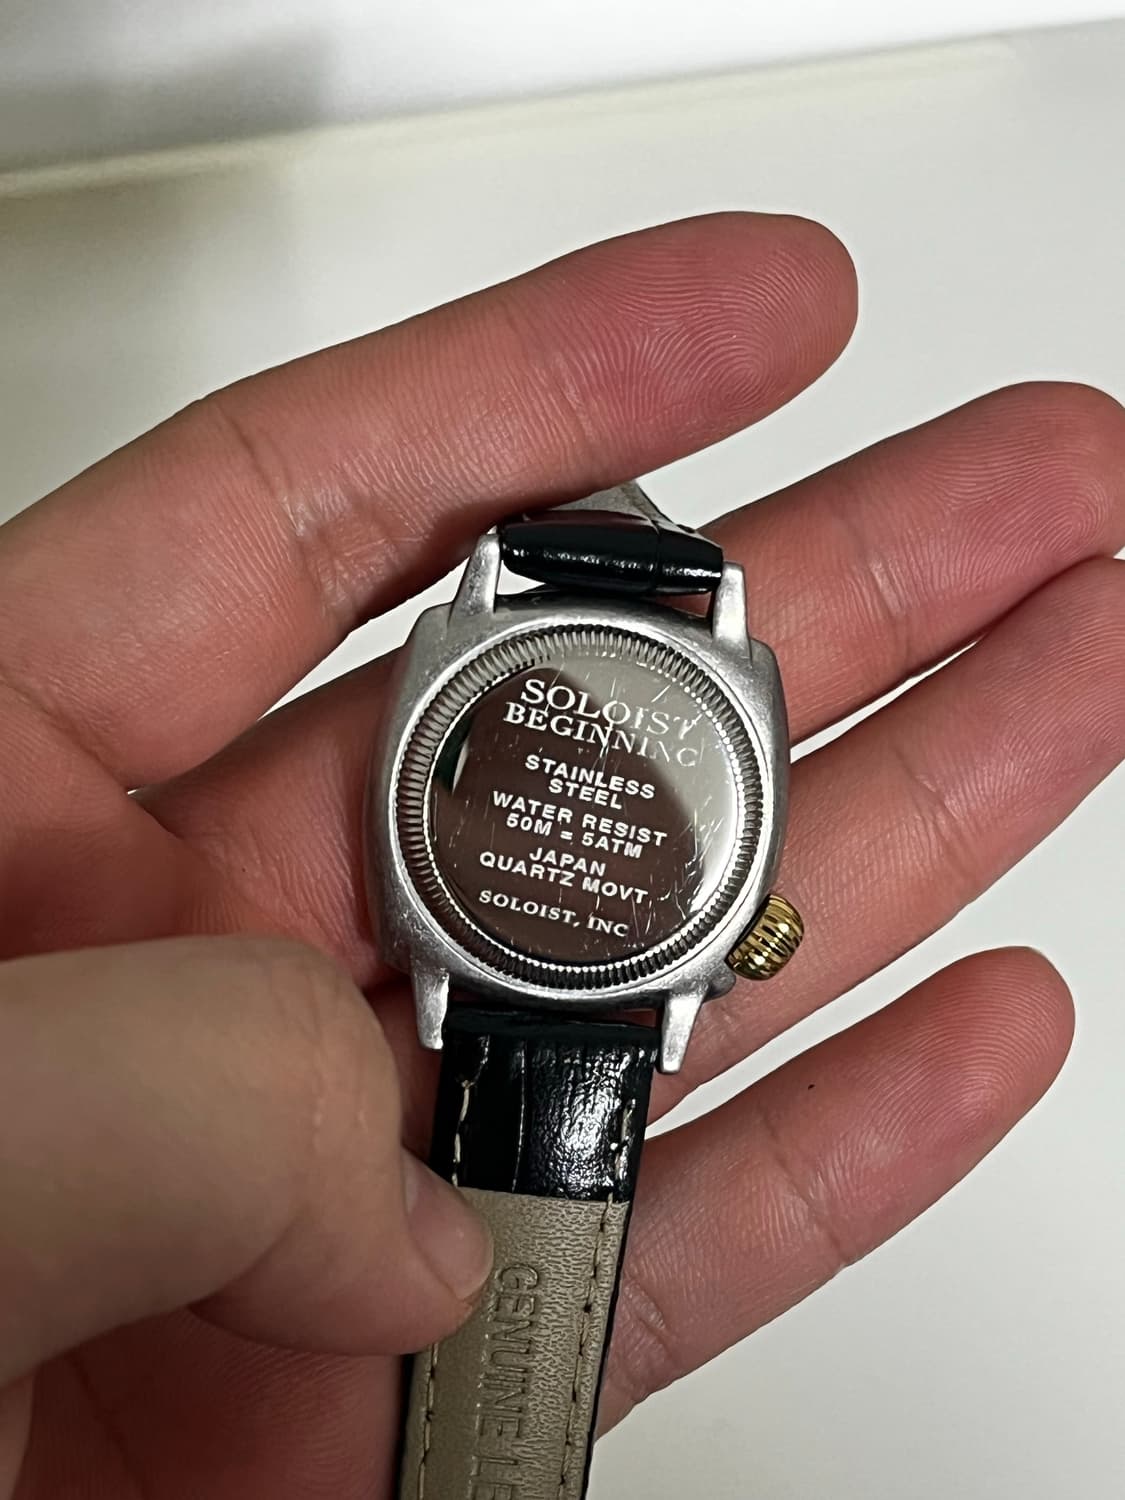 SOLOIST
BEGINNING
STAINLESS
STEEL
WATER RESIST
50M = 5ATM
JAPAN
QUARTZ MOVT
SOLOIST, INC
GENUINE